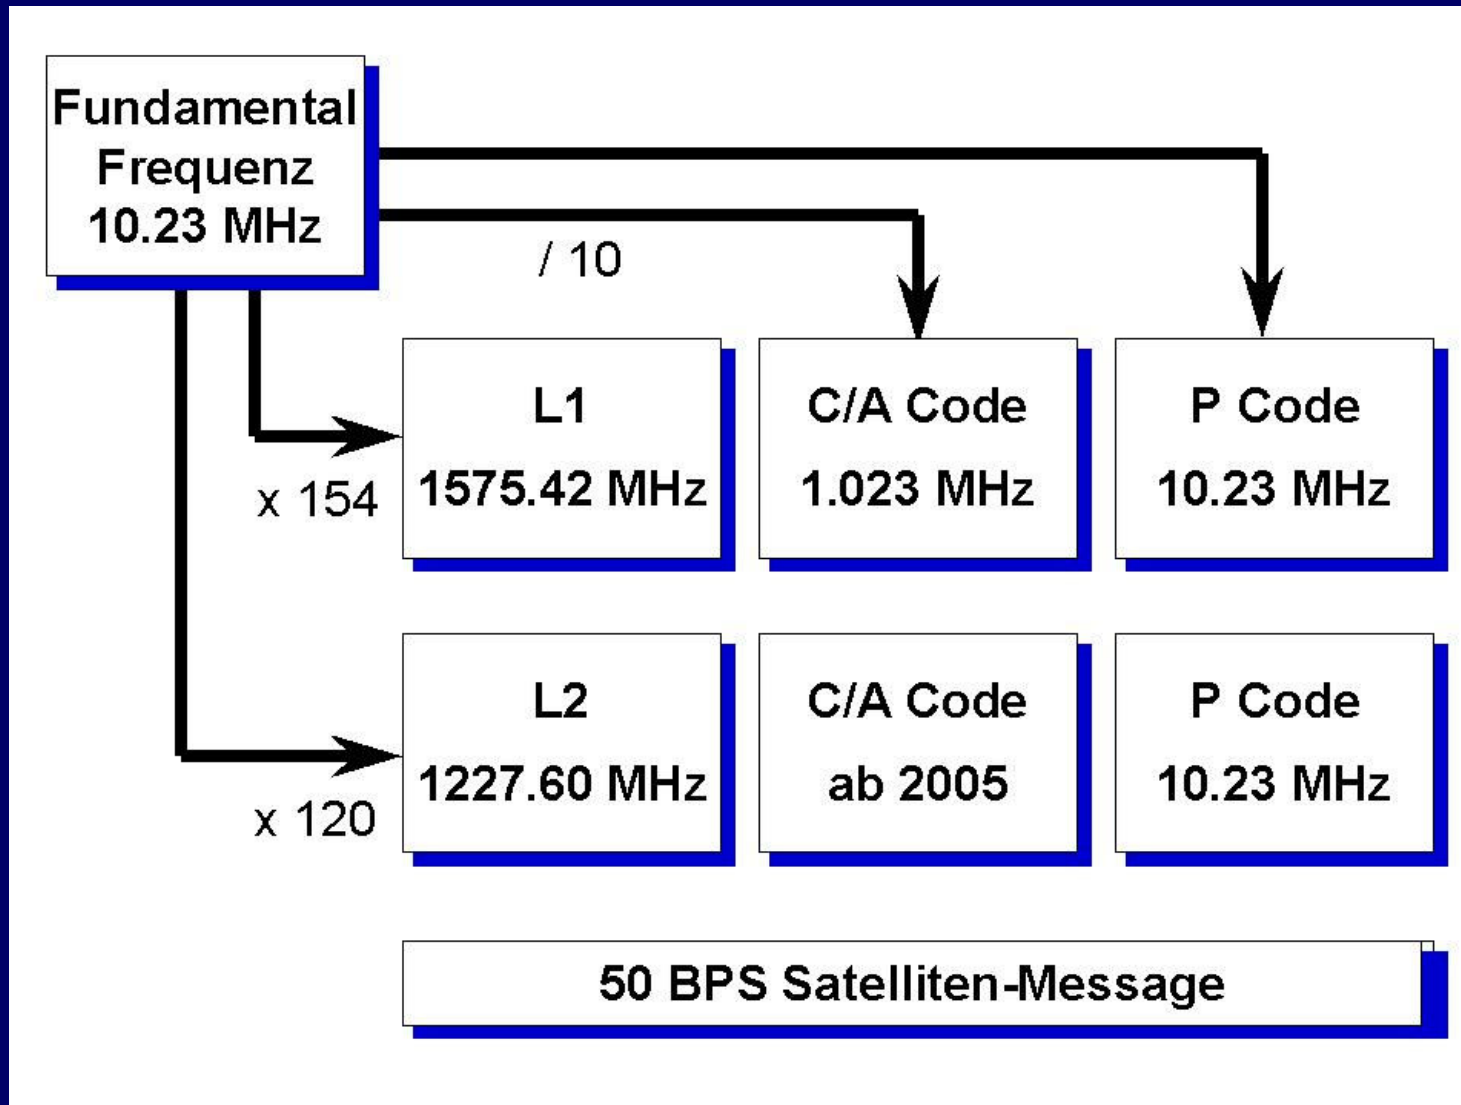 Fundamental
Frequenz
10.23 MHz
/ 10
L1
1575.42 MHz
x 154
C/A Code
1.023 MHz
P Code
10.23 MHz
L2
1227.60 MHz
x 120
C/A Code
ab 2005
P Code
10.23 MHz
50 BPS Satelliten-Message